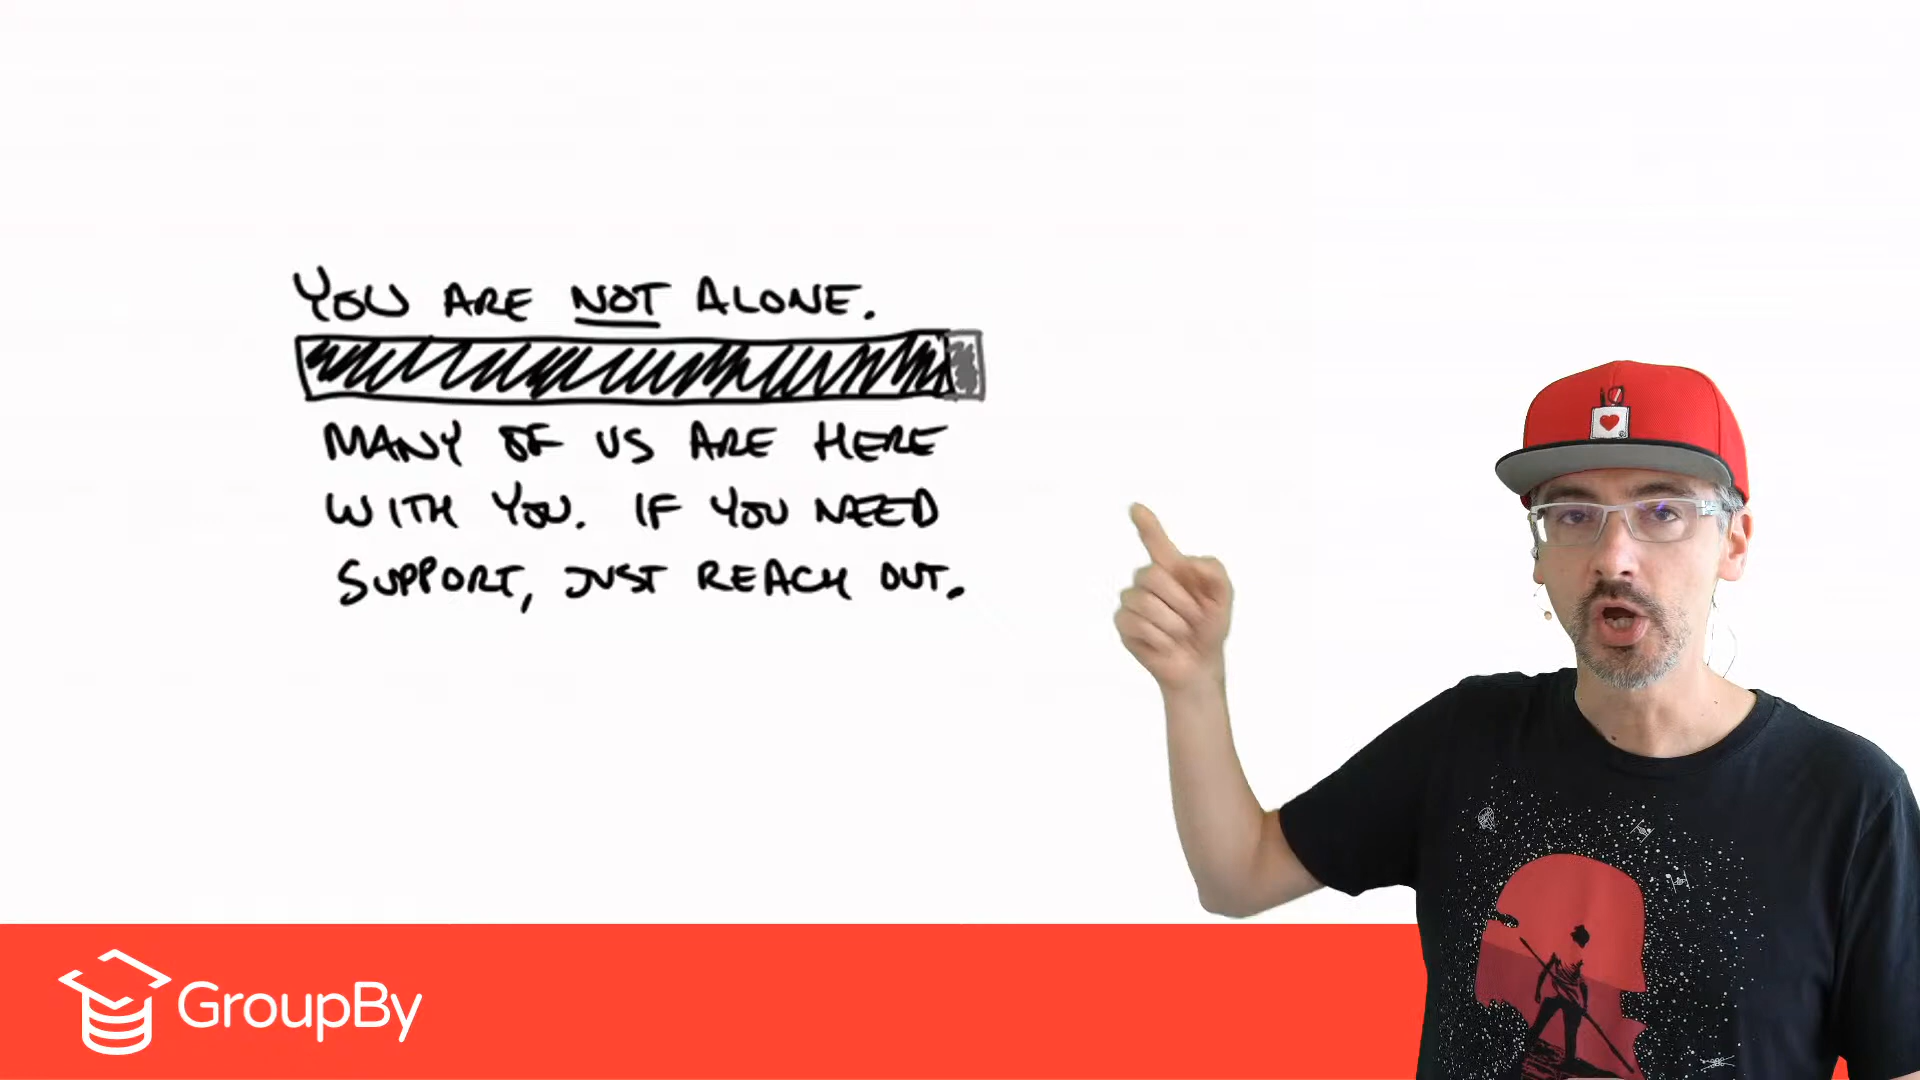 YOU ARE NOT ALONE.
MANY OF US ARE HERE
WITH YOU. IF YOU NEED
SUPPORT, JUST REACH OUT.
GroupBy